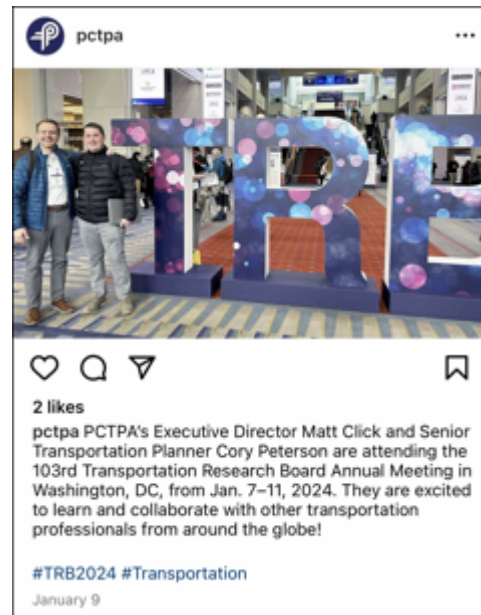 pctpa
TRB
2 likes
pctpa PCTPA's Executive Director Matt Click and Senior
Transportation Planner Cory Peterson are attending the
103rd Transportation Research Board Annual Meeting in
Washington, DC, from Jan. 7–11, 2024. They are excited
to learn and collaborate with other transportation
professionals from around the globe!
#TRB2024 #Transportation
January 9